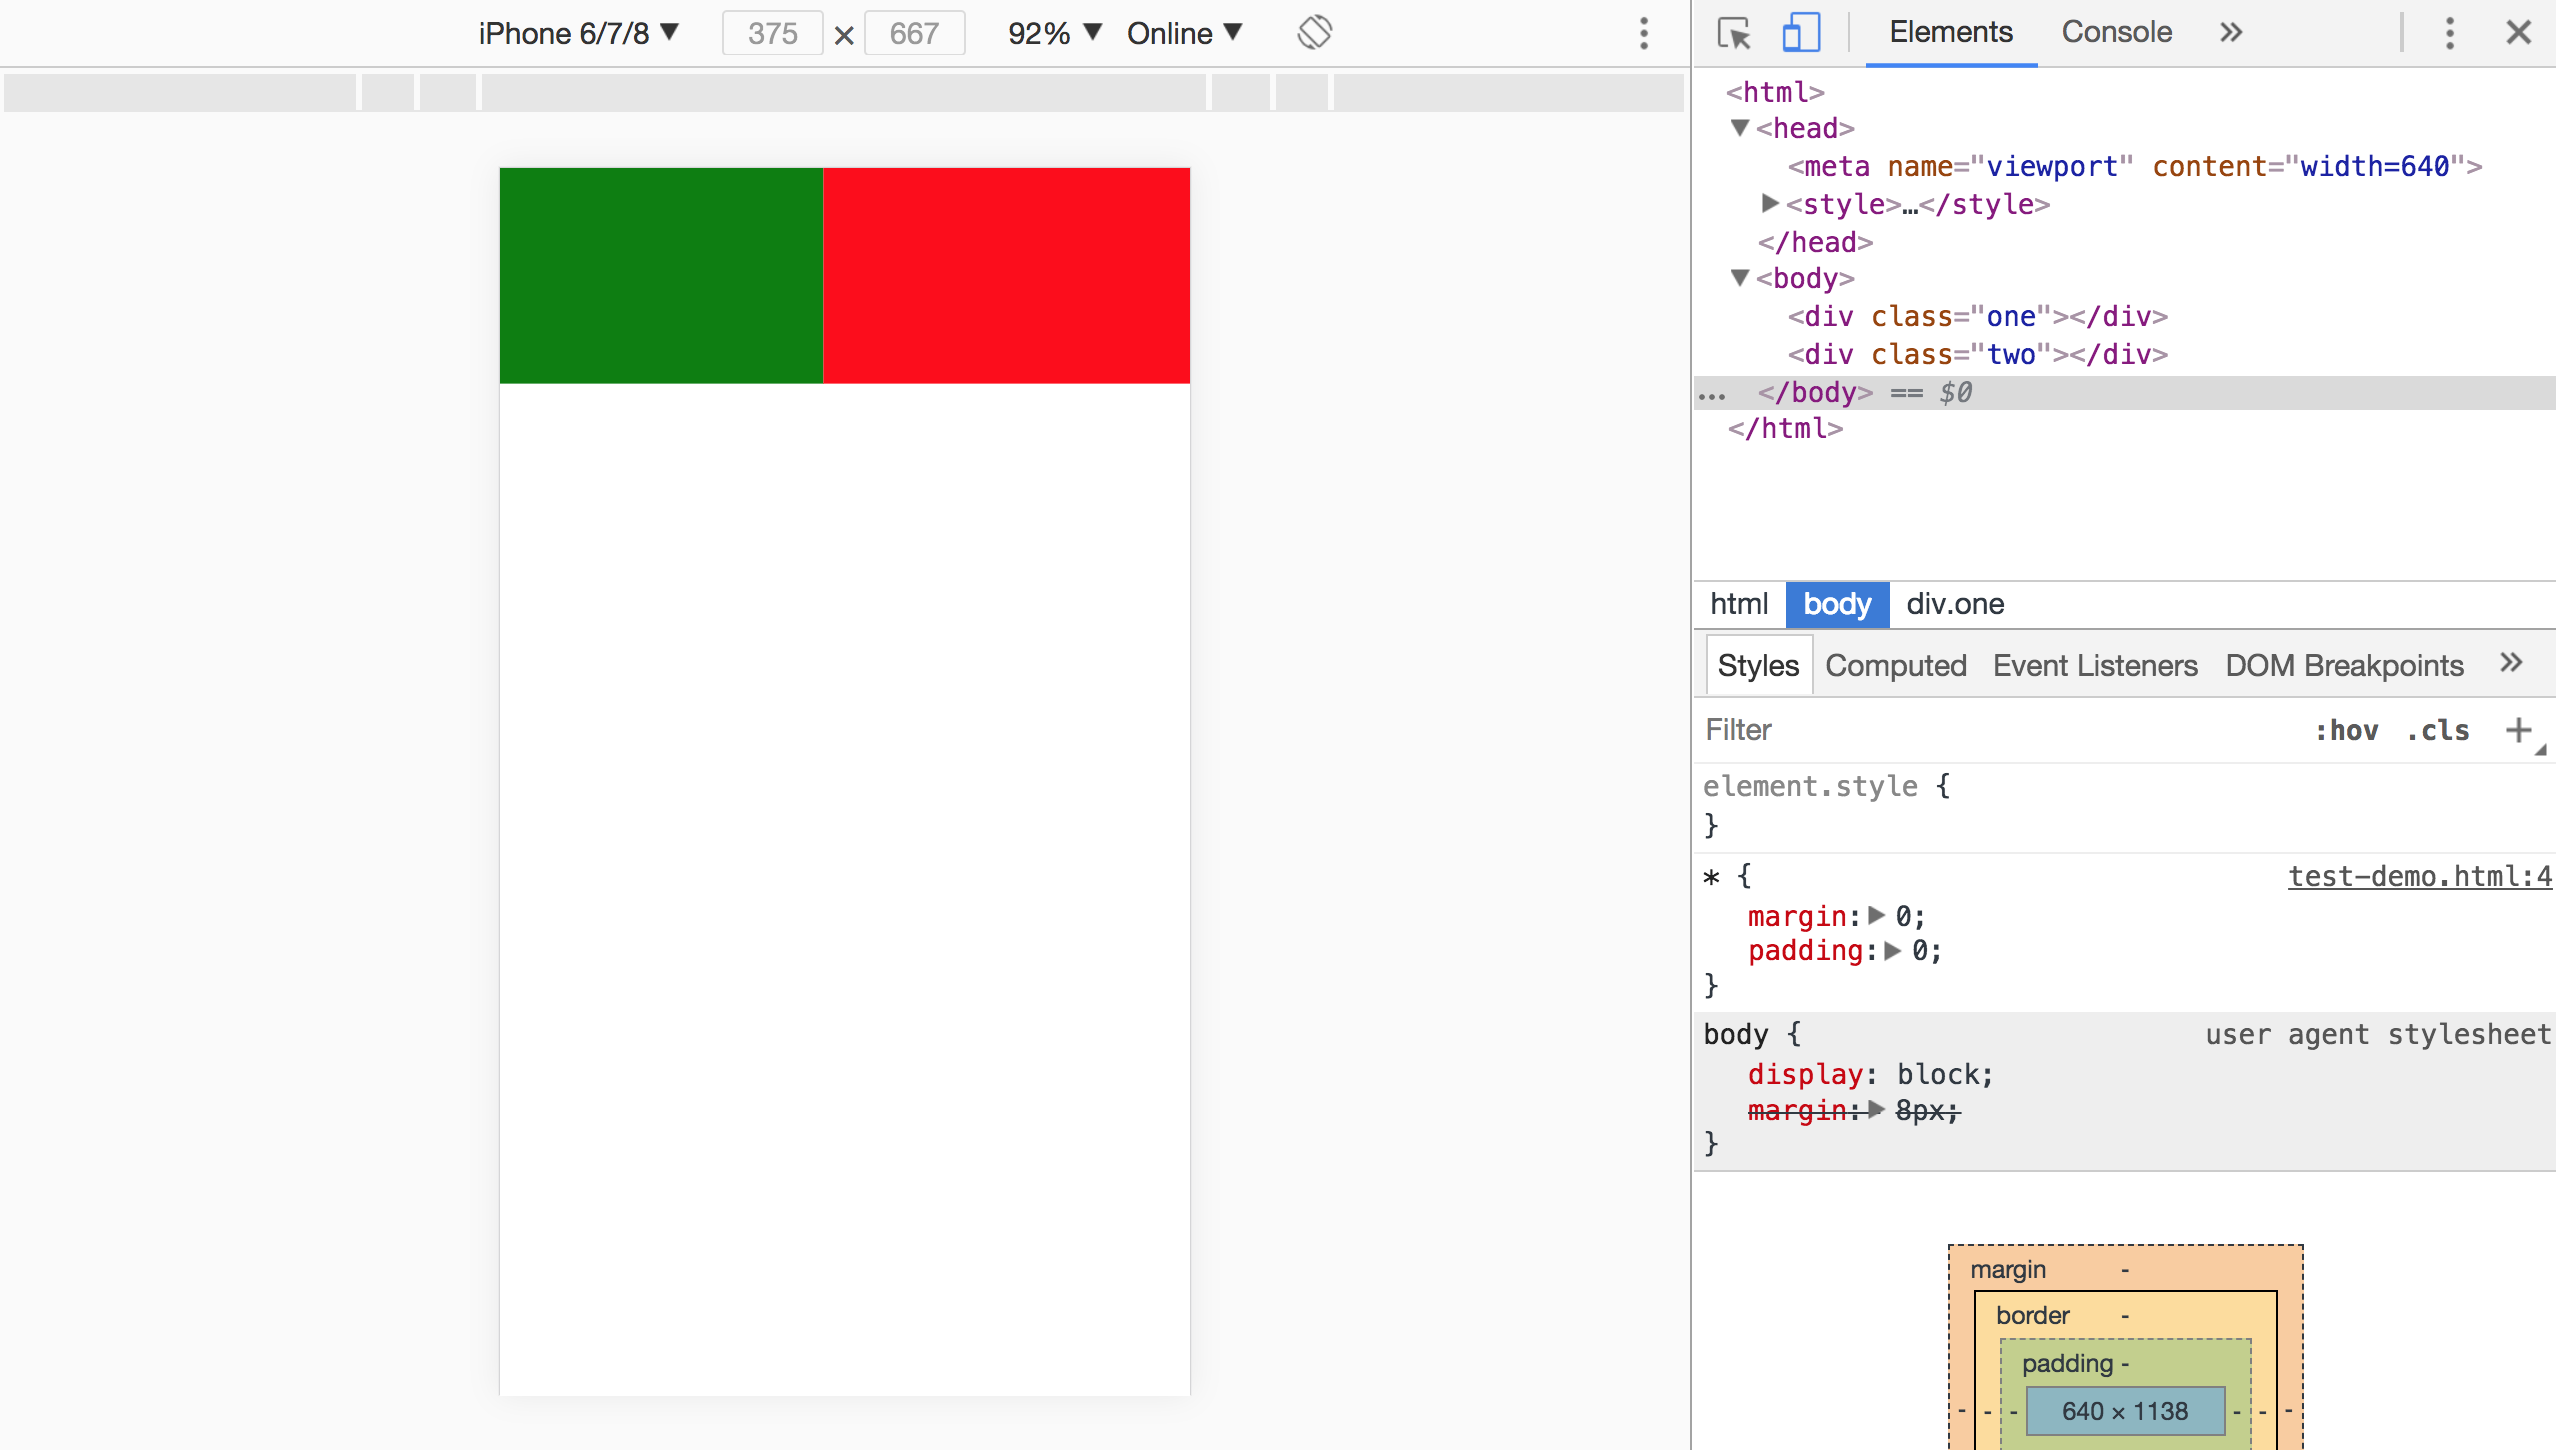 iPhone 6/7/8 ▼ 375 × 667 92% ▼ Online ▼
Elements Console »
<html>
▼<head>
<meta name="viewport" content="width=640">
▶<style>…</style>
</head>
▼<body>
<div class="one"></div>
<div class="two"></div>
… </body> == $0
</html>
html body div.one
Styles Computed Event Listeners DOM Breakpoints »
Filter :hov .cls +
element.style {
}
* { test-demo.html:4
margin:▶ 0;
padding:▶ 0;
}
body { user agent stylesheet
display: block;
margin:▶ 8px;
}
margin -
border -
padding -
- - - 640 × 1138 - - -